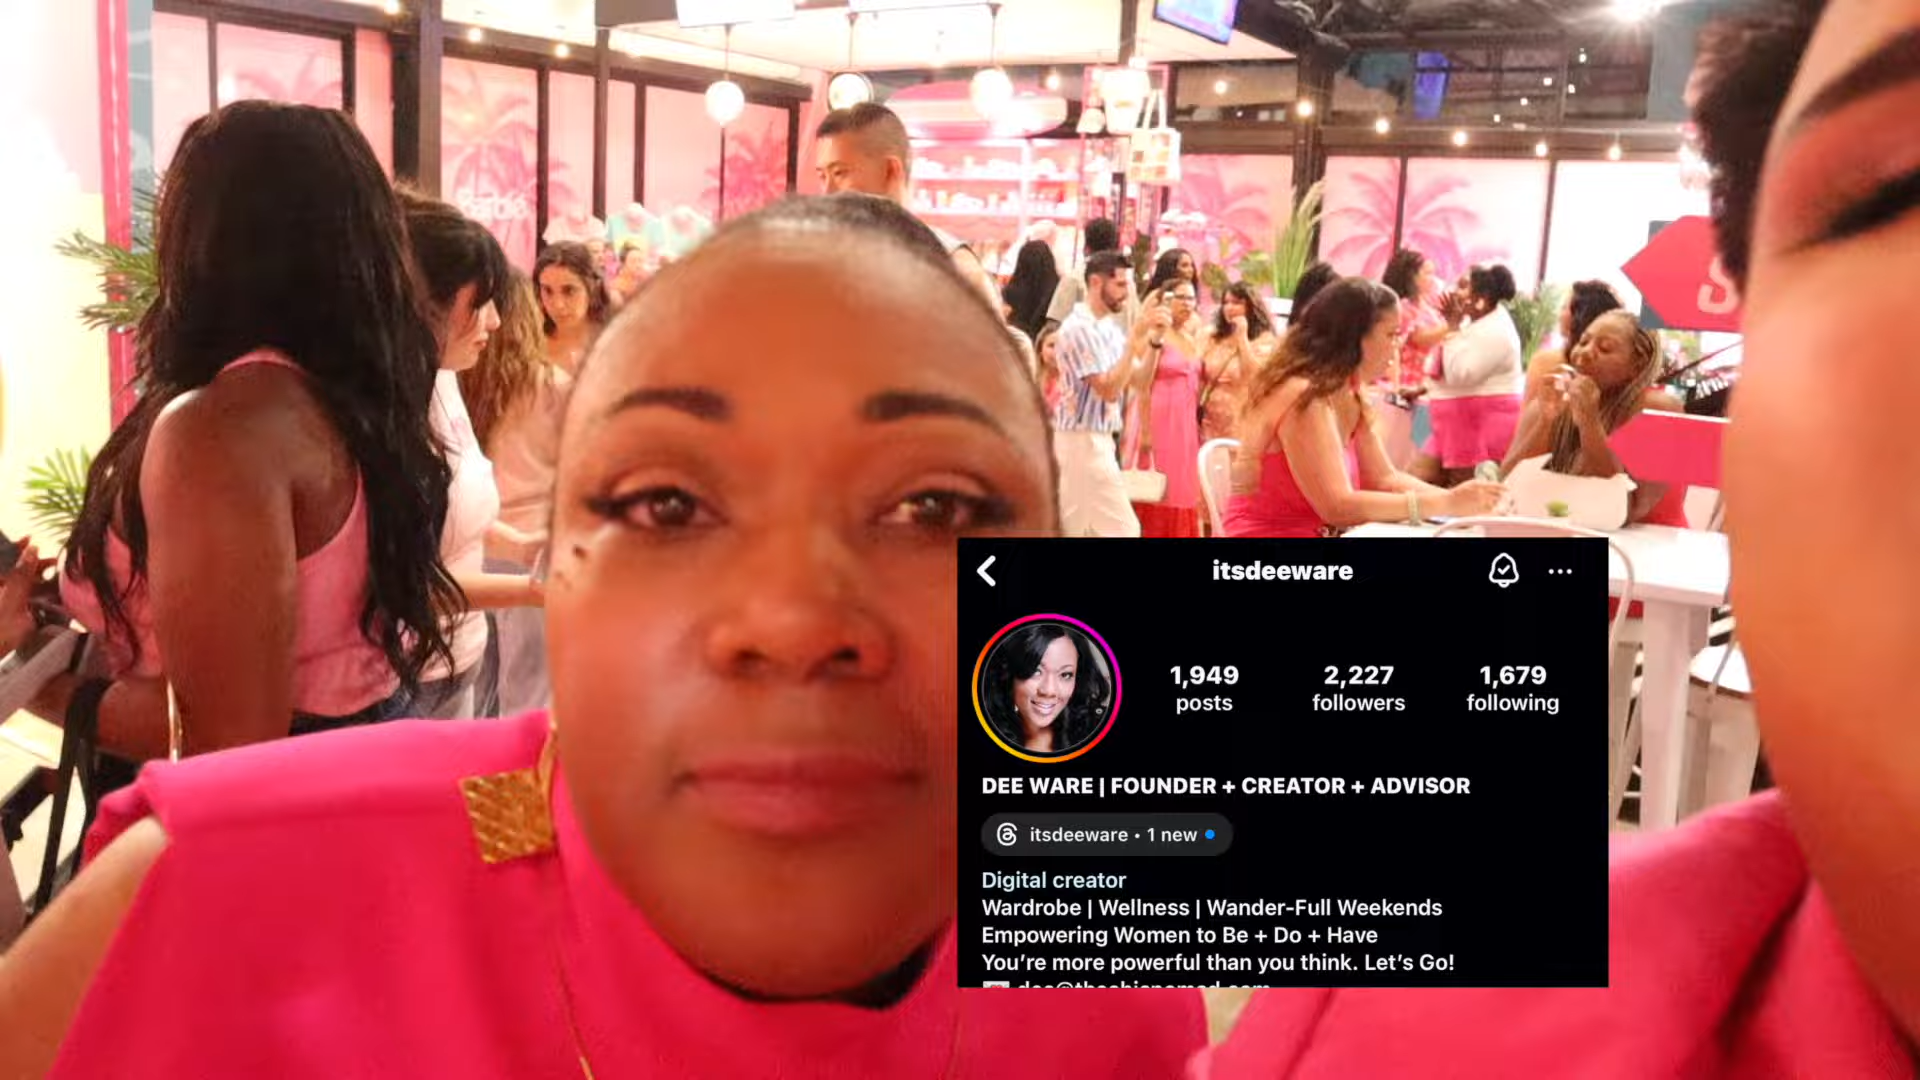 Barbie
S
itsdeeware
1,949
posts
2,227
followers
1,679
following
DEE WARE | FOUNDER + CREATOR + ADVISOR
itsdeeware • 1 new
Digital creator
Wardrobe | Wellness | Wander-Full Weekends
Empowering Women to Be + Do + Have
You’re more powerful than you think. Let’s Go!